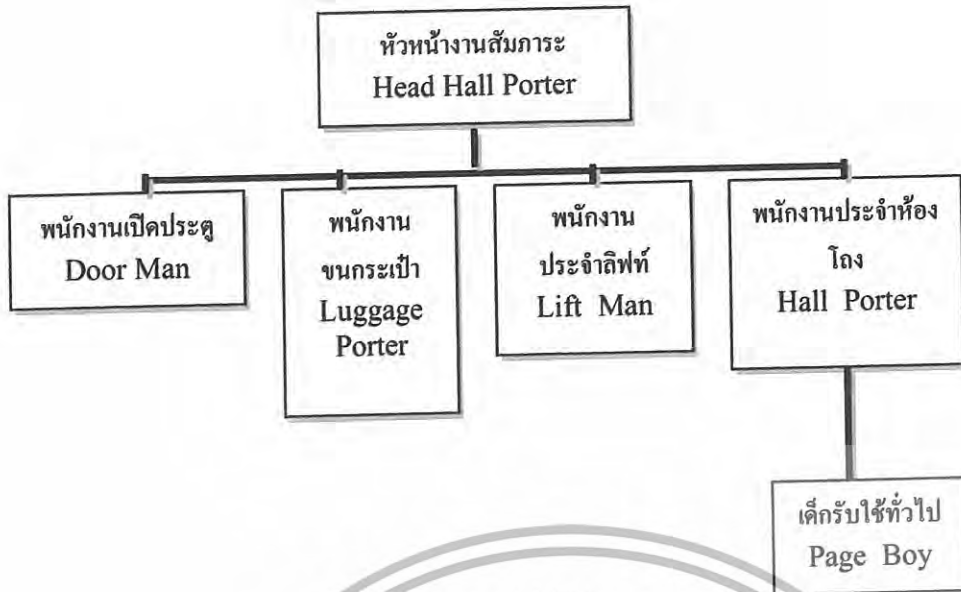 หัวหน้างานสัมภาระ
Head Hall Porter
พนักงานเปิดประตู
Door Man
พนักงาน
ขนกระเป๋า
Luggage
Porter
พนักงาน
ประจำลิฟท์
Lift Man
พนักงานประจำห้อง
โถง
Hall Porter
เด็กรับใช้ทั่วไป
Page Boy